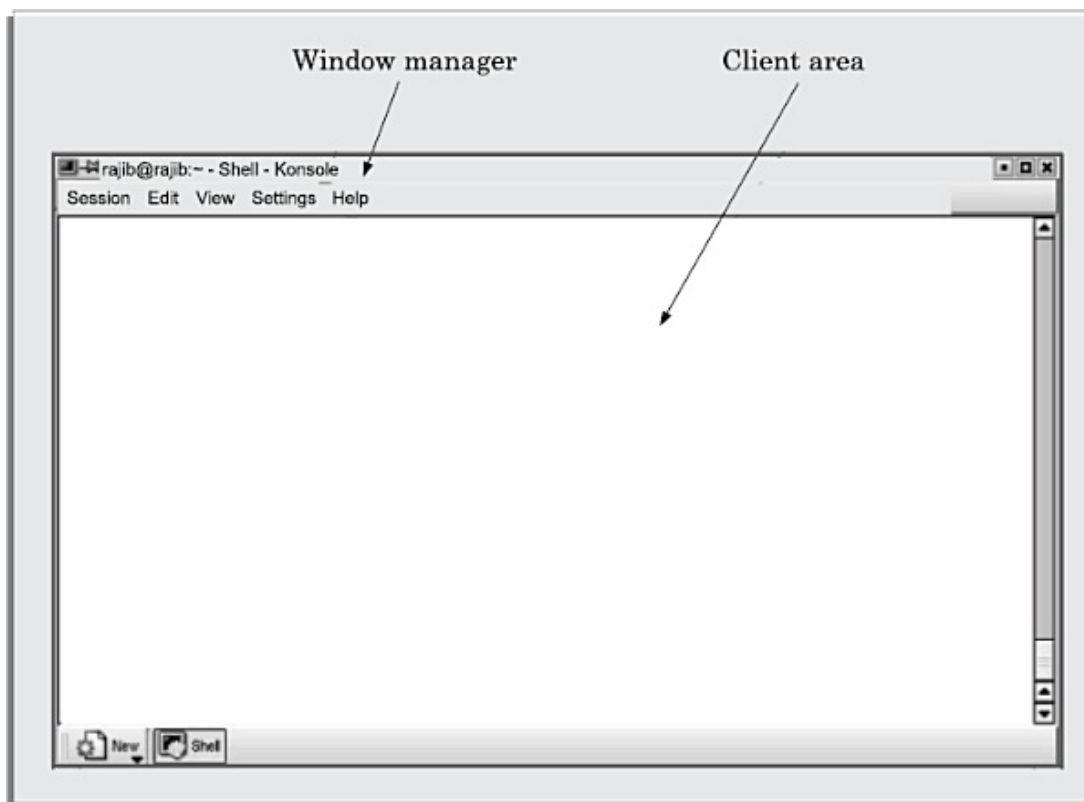 Window manager
Client area
rajib@rajib:~ - Shell - Konsole
Session Edit View Settings Help
New
Shell